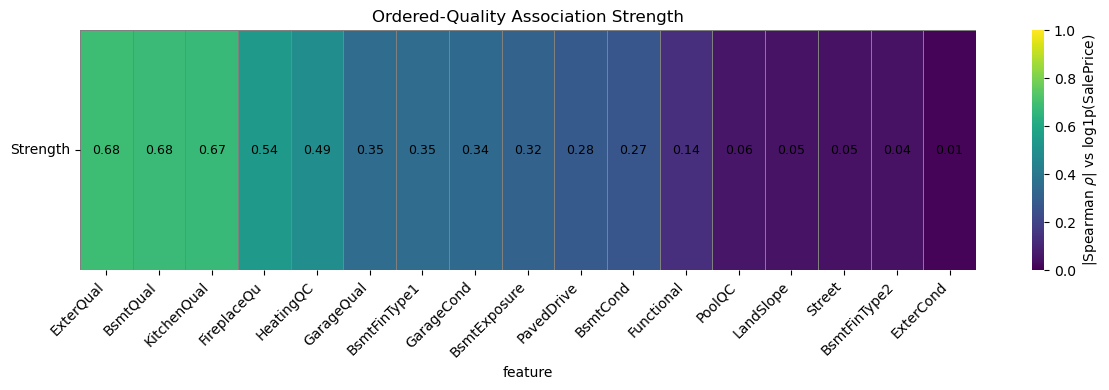 Ordered-Quality Association Strength
Strength
0.68 0.68 0.67 0.54 0.49 0.35 0.35 0.34 0.32 0.28 0.27 0.14 0.06 0.05 0.05 0.04 0.01
ExterQual BsmtQual KitchenQual FireplaceQu HeatingQC GarageQual BsmtFinType1 GarageCond BsmtExposure PavedDrive BsmtCond Functional PoolQC LandSlope Street BsmtFinType2 ExterCond
feature
1.0
0.8
0.6
0.4
0.2
0.0
|Spearman ρ| vs log1p(SalePrice)